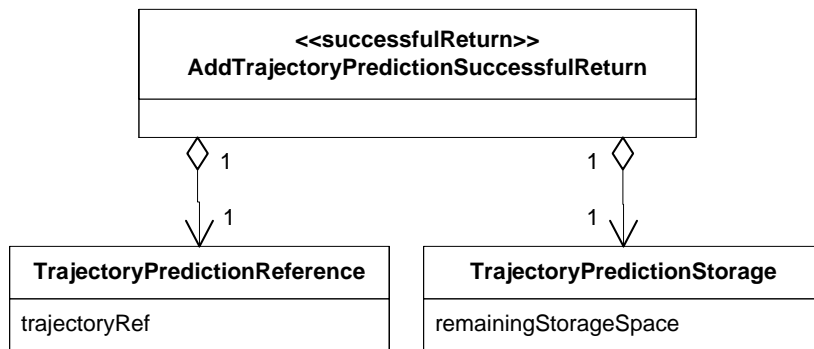 <<successfulReturn>>
AddTrajectoryPredictionSuccessfulReturn
1
1
1
1
TrajectoryPredictionReference
trajectoryRef
TrajectoryPredictionStorage
remainingStorageSpace